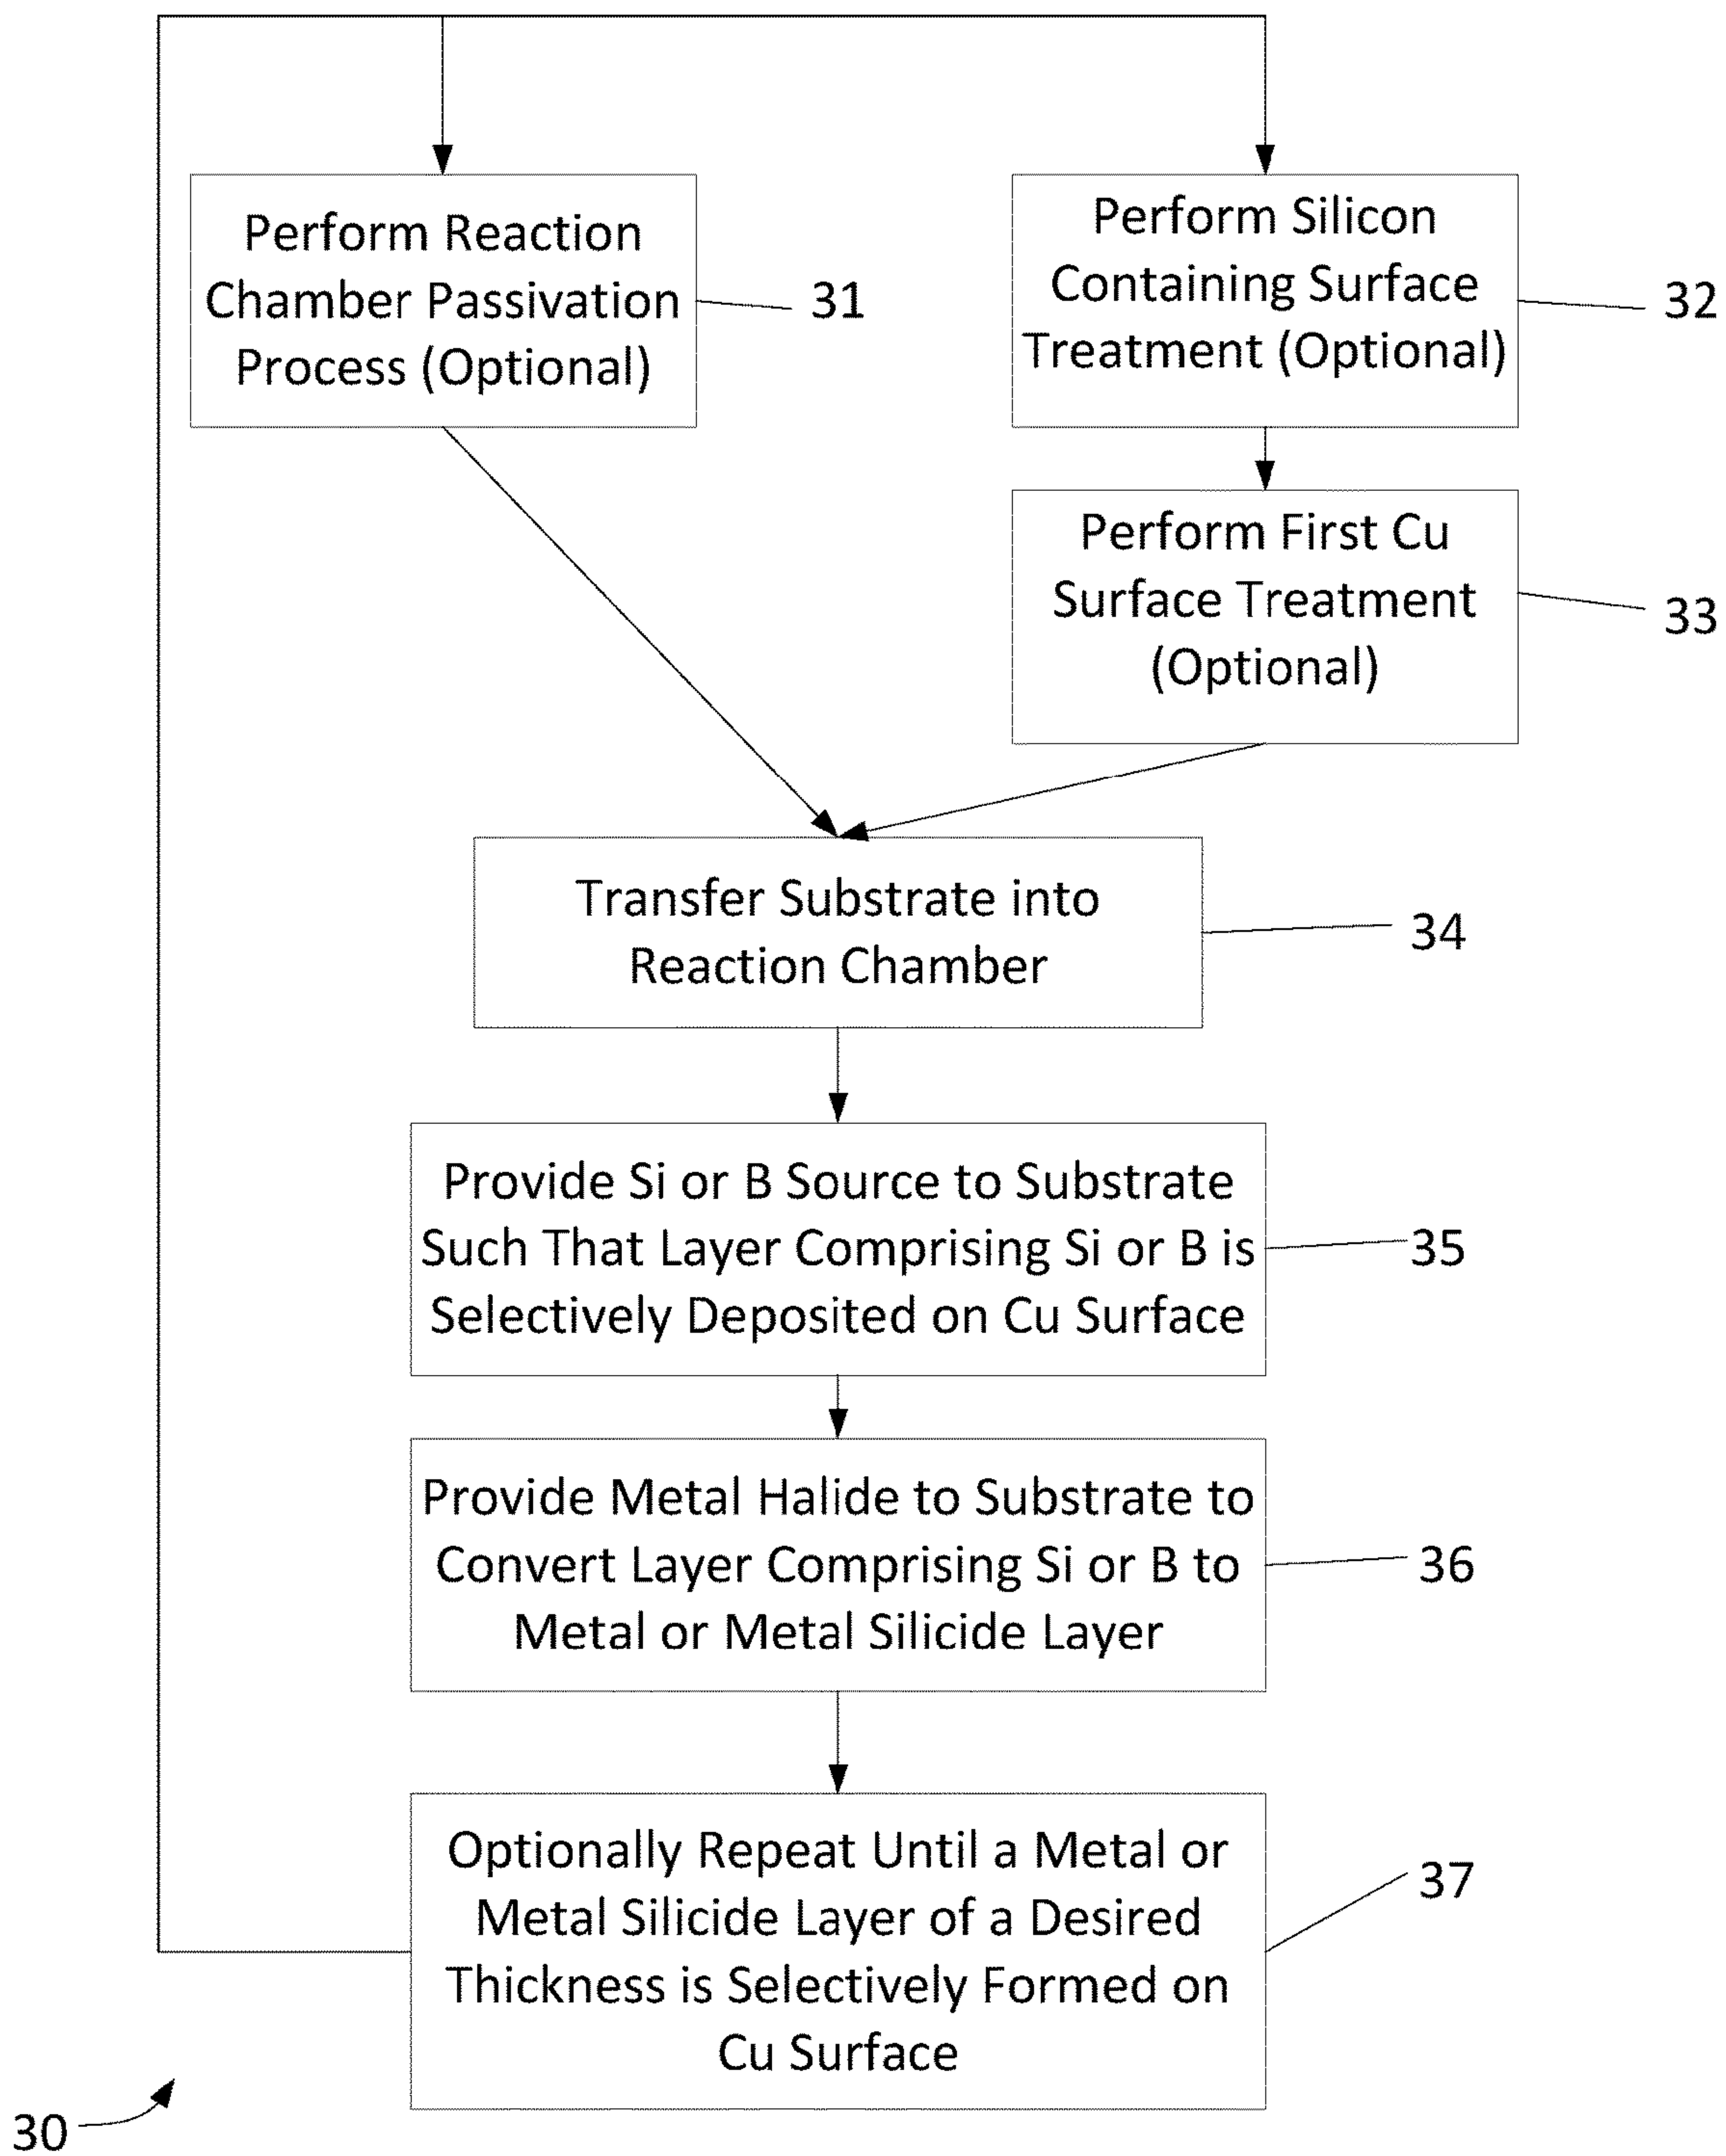 Perform Reaction
Chamber Passivation
Process (Optional)
31
Perform Silicon
Containing Surface
Treatment (Optional)
32
Perform First Cu
Surface Treatment
(Optional)
33
Transfer Substrate into
Reaction Chamber
34
Provide Si or B Source to Substrate
Such That Layer Comprising Si or B is
Selectively Deposited on Cu Surface
35
Provide Metal Halide to Substrate to
Convert Layer Comprising Si or B to
Metal or Metal Silicide Layer
36
Optionally Repeat Until a Metal or
Metal Silicide Layer of a Desired
Thickness is Selectively Formed on
Cu Surface
37
30